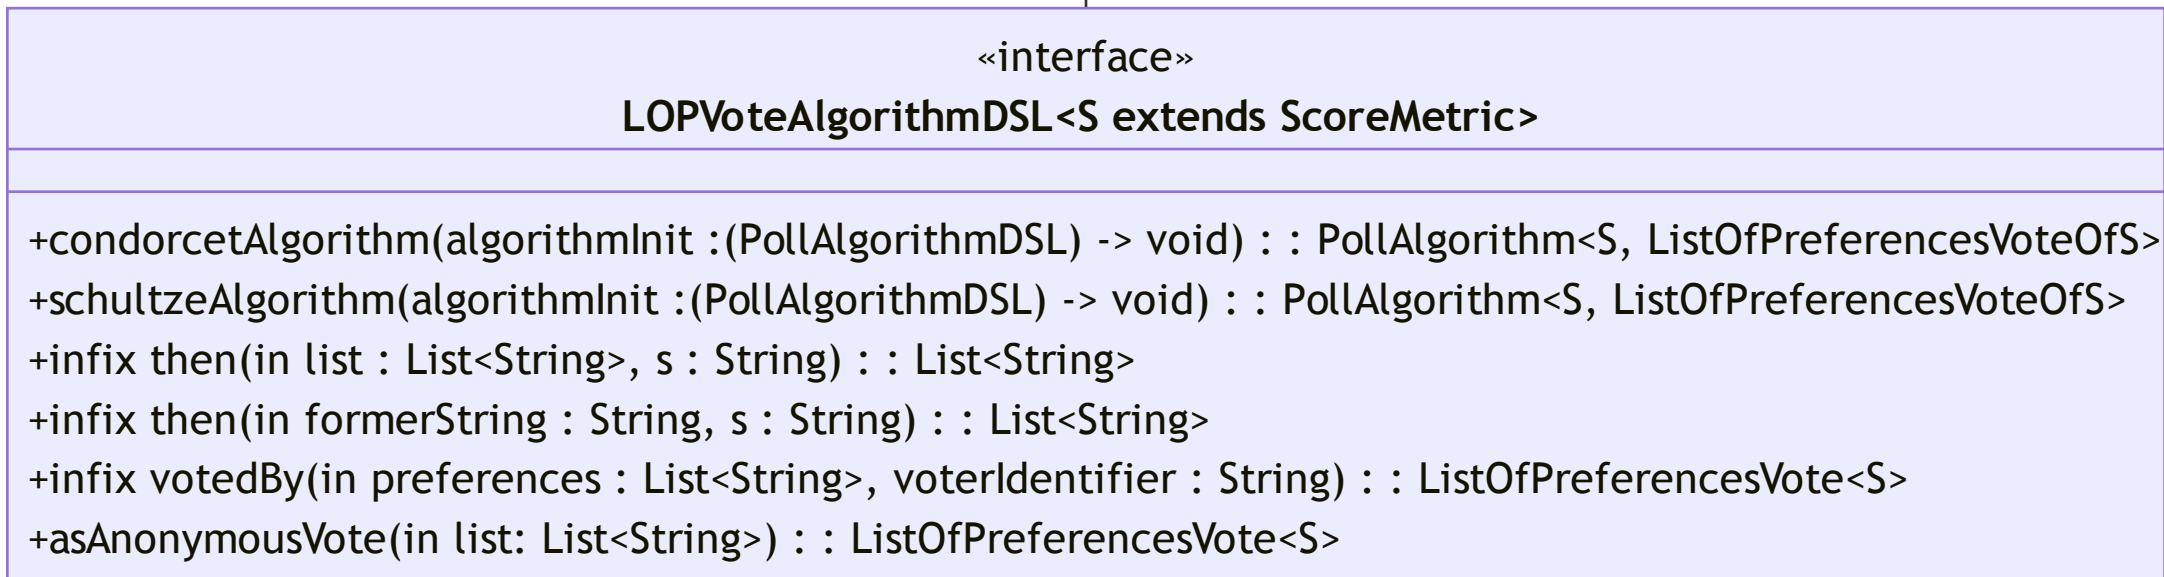 «interface»
LOPVoteAlgorithmDSL<S extends ScoreMetric>
+condorcetAlgorithm(algorithmInit :(PollAlgorithmDSL) -> void) : : PollAlgorithm<S, ListOfPreferencesVoteOfS>
+schultzeAlgorithm(algorithmInit :(PollAlgorithmDSL) -> void) : : PollAlgorithm<S, ListOfPreferencesVoteOfS>
+infix then(in list : List<String>, s : String) : : List<String>
+infix then(in formerString : String, s : String) : : List<String>
+infix votedBy(in preferences : List<String>, voterIdentifier : String) : : ListOfPreferencesVote<S>
+asAnonymousVote(in list: List<String>) : : ListOfPreferencesVote<S>